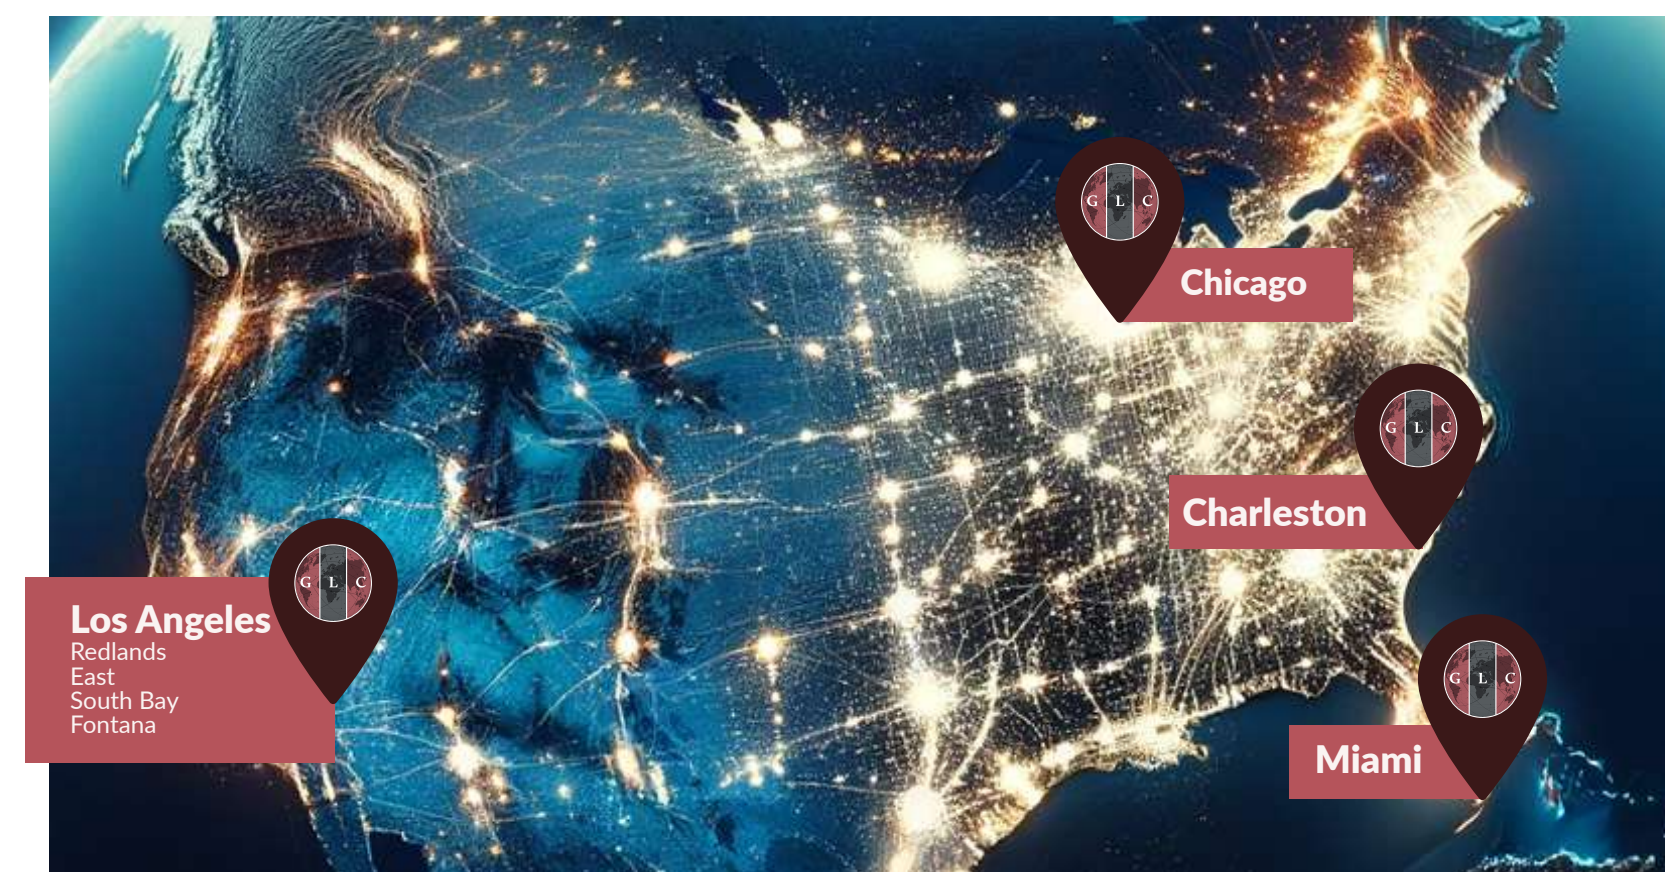 G L C
Chicago
G L C
Charleston
G L C
Los Angeles
Redlands
East
South Bay
Fontana
G L C
Miami